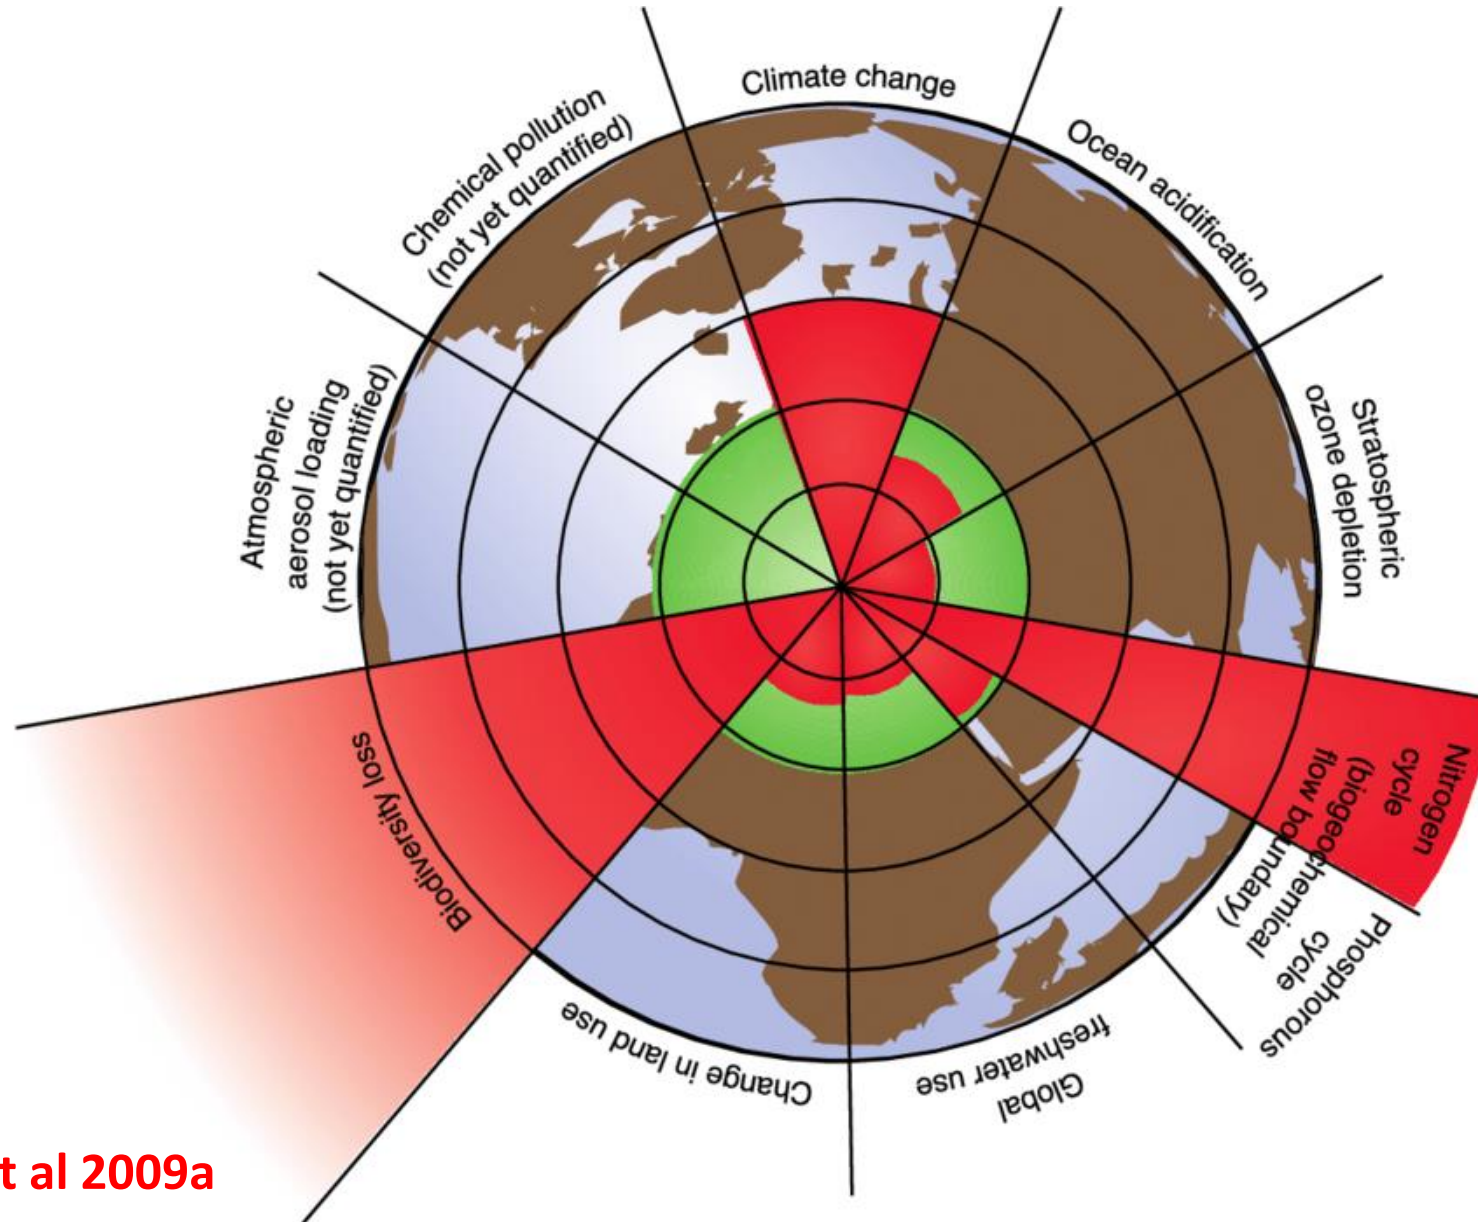 Climate change
Ocean acidification
Stratospheric
ozone depletion
Nitrogen
cycle
(biogeochemical
flow boundary)
Phosphorous
cycle
Global
freshwater use
Change in land use
Biodiversity loss
Atmospheric
aerosol loading
(not yet quantified)
Chemical pollution
(not yet quantified)
t al 2009a